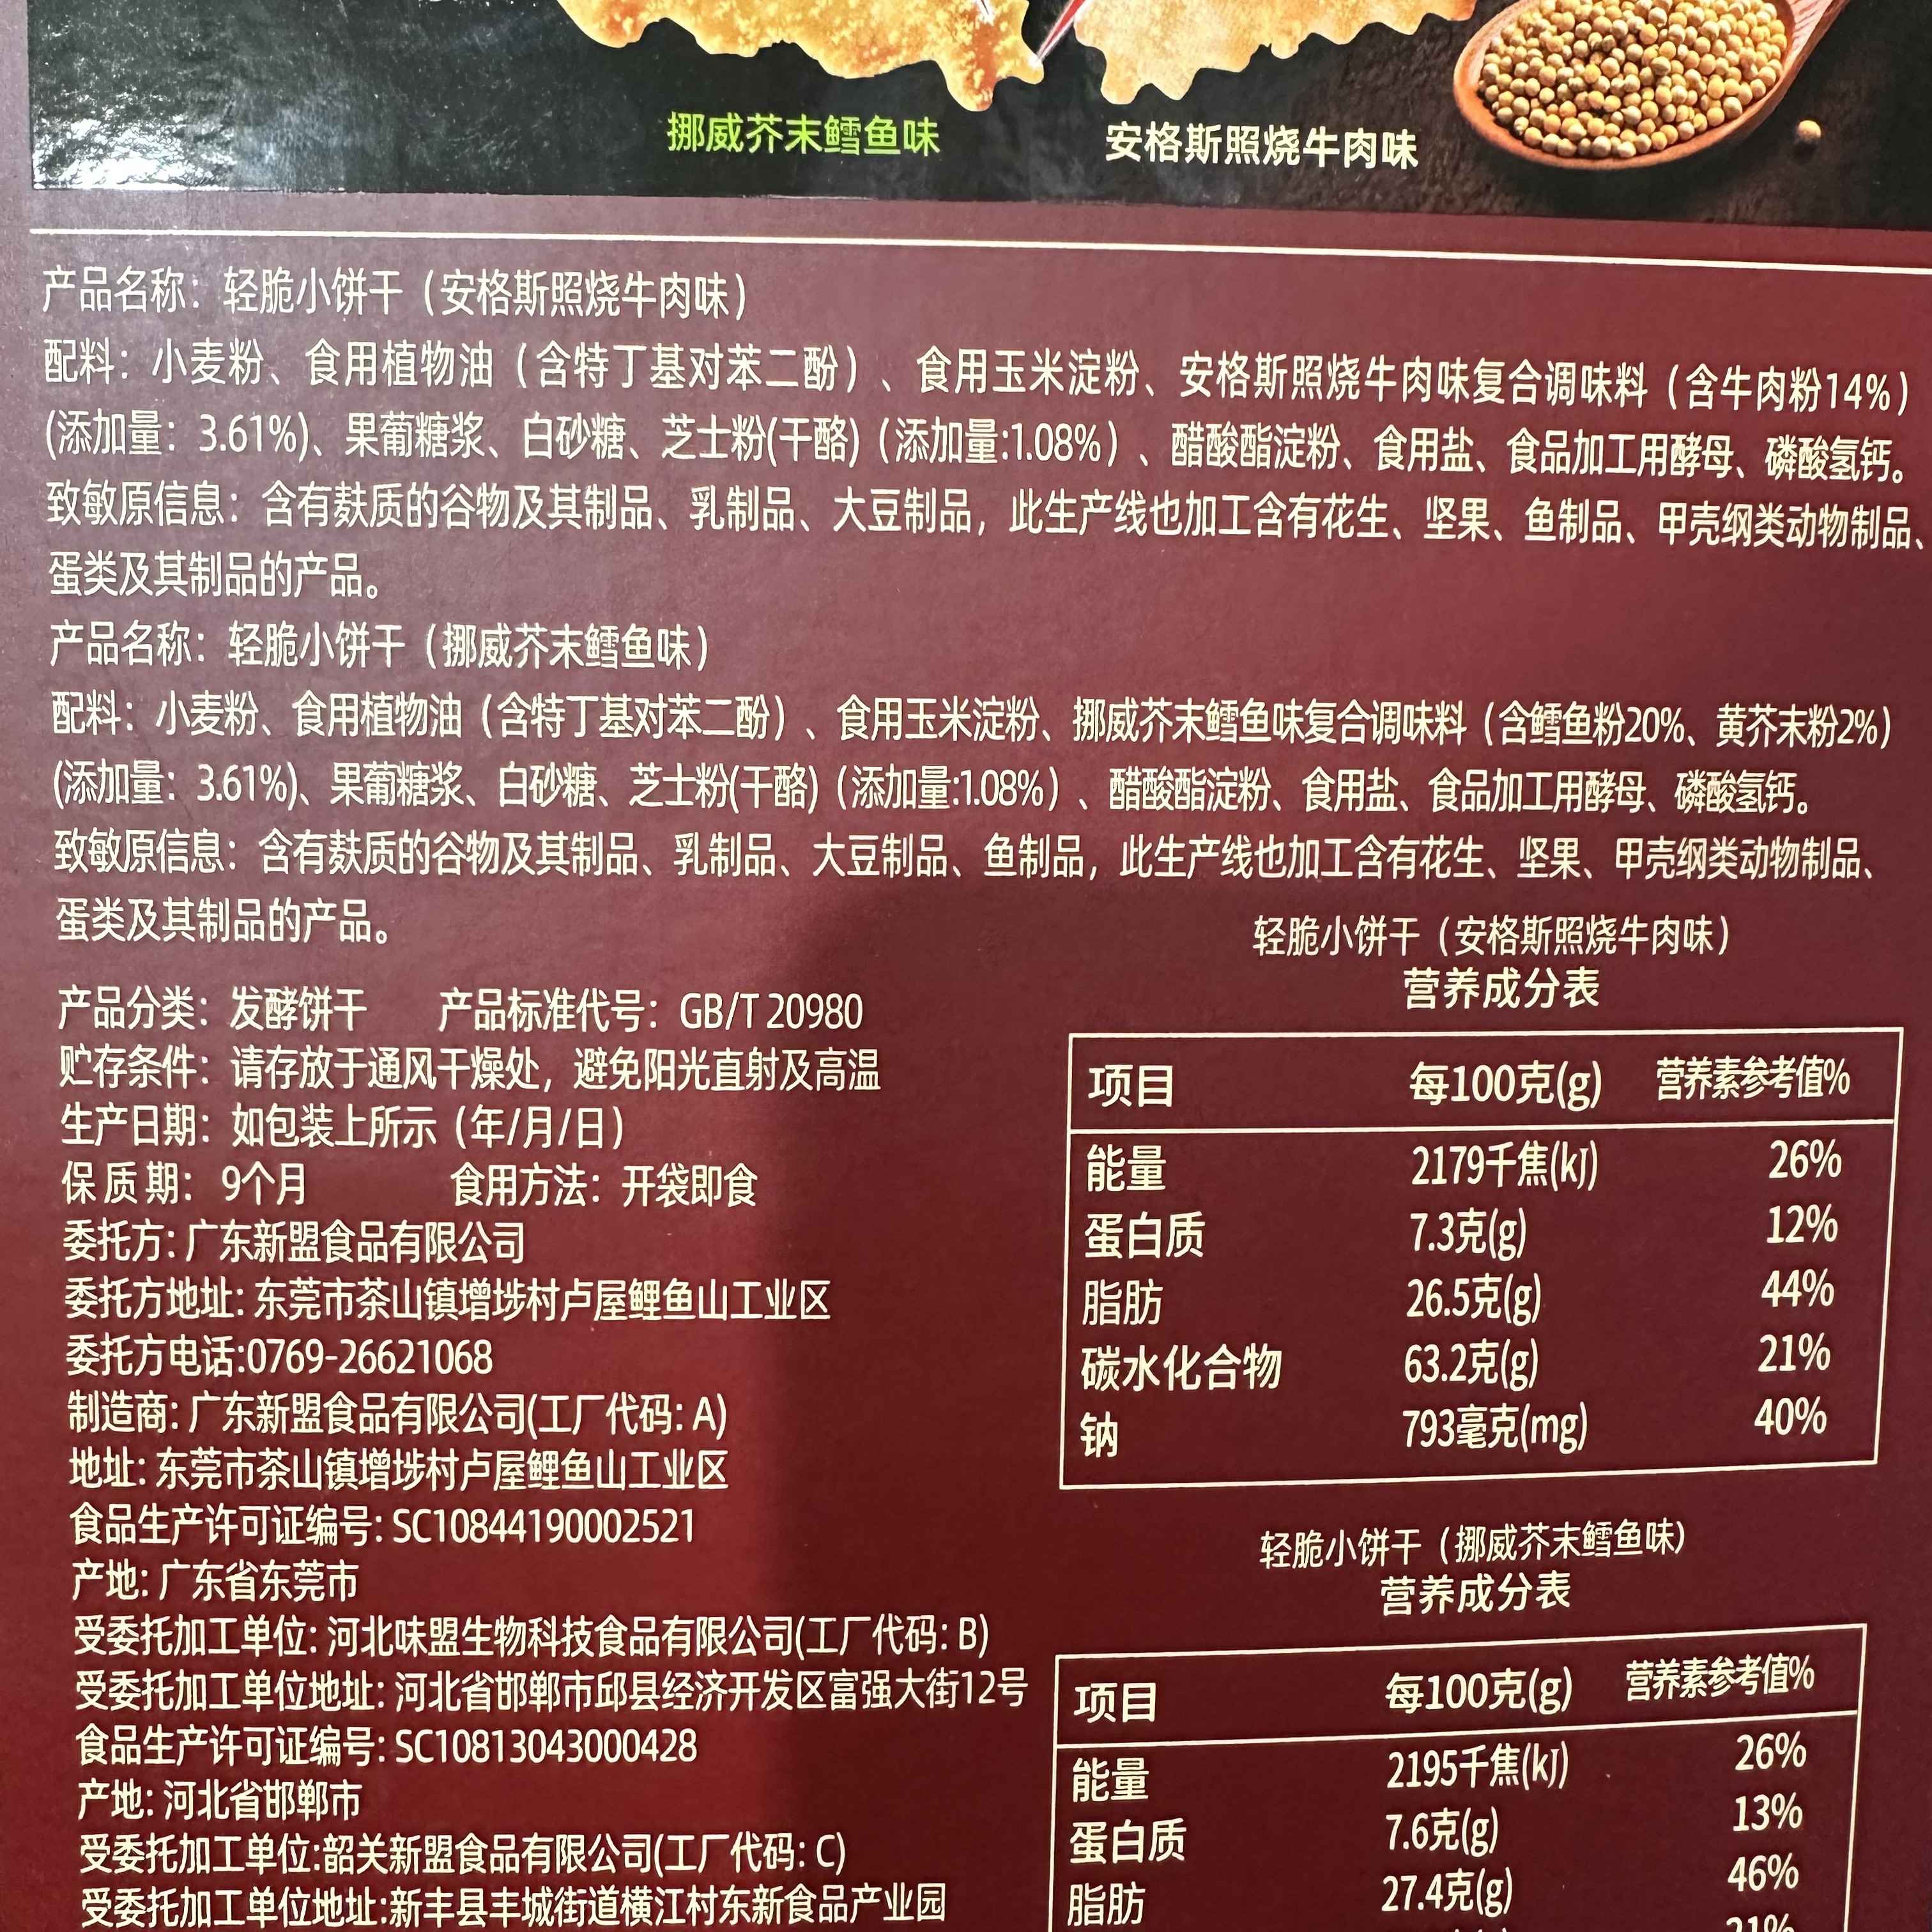 挪威芥末鳕鱼味
安格斯照烧牛肉味
产品名称：轻脆小饼干（安格斯照烧牛肉味）
配料：小麦粉、食用植物油（含特丁基对苯二酚）、食用玉米淀粉、安格斯照烧牛肉味复合调味料（含牛肉粉14%）
(添加量：3.61%)、果葡糖浆、白砂糖、芝士粉(干酪)（添加量:1.08%）、醋酸酯淀粉、食用盐、食品加工用酵母、磷酸氢钙。
致敏原信息：含有麸质的谷物及其制品、乳制品、大豆制品，此生产线也加工含有花生、坚果、鱼制品、甲壳纲类动物制品、
蛋类及其制品的产品。
产品名称：轻脆小饼干（挪威芥末鳕鱼味）
配料：小麦粉、食用植物油（含特丁基对苯二酚）、食用玉米淀粉、挪威芥末鳕鱼味复合调味料（含鳕鱼粉20%、黄芥末粉2%）
(添加量：3.61%)、果葡糖浆、白砂糖、芝士粉(干酪)（添加量:1.08%）、醋酸酯淀粉、食用盐、食品加工用酵母、磷酸氢钙。
致敏原信息：含有麸质的谷物及其制品、乳制品、大豆制品、鱼制品，此生产线也加工含有花生、坚果、甲壳纲类动物制品、
蛋类及其制品的产品。
产品分类：发酵饼干 产品标准代号：GB/T 20980
贮存条件：请存放于通风干燥处，避免阳光直射及高温
生产日期：如包装上所示（年/月/日）
保质期：9个月 食用方法：开袋即食
委托方:广东新盟食品有限公司
委托方地址:东莞市茶山镇增埗村卢屋鲤鱼山工业区
委托方电话:0769-26621068
制造商:广东新盟食品有限公司(工厂代码: A)
地址:东莞市茶山镇增埗村卢屋鲤鱼山工业区
食品生产许可证编号: SC10844190002521
产地:广东省东莞市
受委托加工单位:河北味盟生物科技食品有限公司(工厂代码: B)
受委托加工单位地址:河北省邯郸市邱县经济开发区富强大街12号
食品生产许可证编号: SC10813043000428
产地:河北省邯郸市
受委托加工单位:韶关新盟食品有限公司(工厂代码: C)
受委托加工单位地址:新丰县丰城街道横江村东新食品产业园
轻脆小饼干（安格斯照烧牛肉味）
营养成分表
项目 每100克(g) 营养素参考值%
能量 2179千焦(kJ) 26%
蛋白质 7.3克(g) 12%
脂肪 26.5克(g) 44%
碳水化合物 63.2克(g) 21%
钠 793毫克(mg) 40%
轻脆小饼干（挪威芥末鳕鱼味）
营养成分表
项目 每100克(g) 营养素参考值%
能量 2195千焦(kJ) 26%
蛋白质 7.6克(g) 13%
脂肪 27.4克(g) 46%
21%